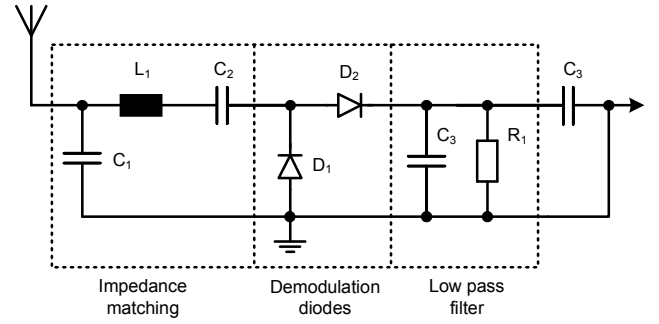 L1
C2
D2
C3
C1
D1
C3
R1
Impedance
matching
Demodulation
diodes
Low pass
filter